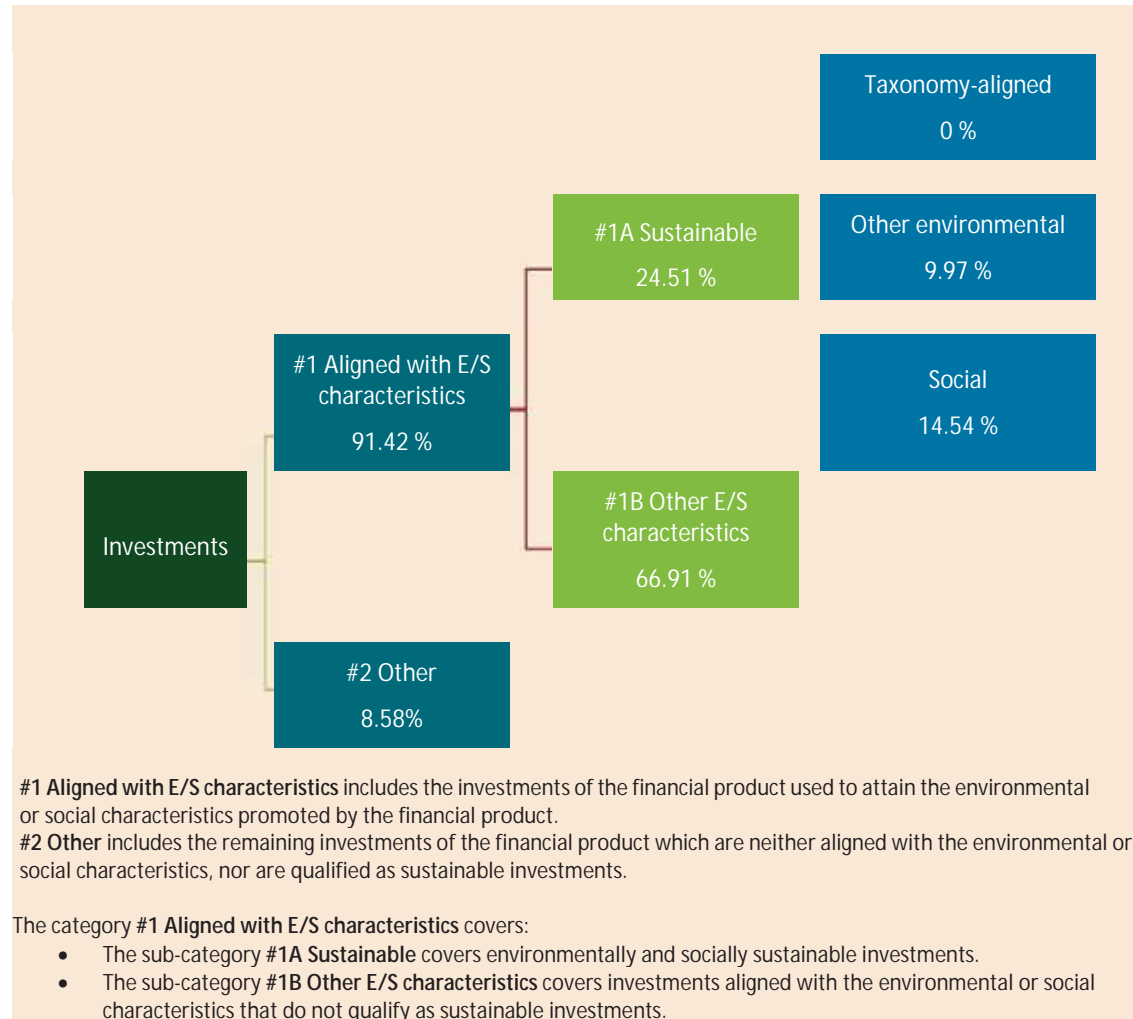 Taxonomy-aligned
0 %
#1A Sustainable
24.51 %
Other environmental
9.97 %
#1 Aligned with E/S
characteristics
91.42 %
Social
14.54 %
Investments
#1B Other E/S
characteristics
66.91 %
#2 Other
8.58%
#1 Aligned with E/S characteristics includes the investments of the financial product used to attain the environmental
or social characteristics promoted by the financial product.
#2 Other includes the remaining investments of the financial product which are neither aligned with the environmental or
social characteristics, nor are qualified as sustainable investments.
The category #1 Aligned with E/S characteristics covers:
• The sub-category #1A Sustainable covers environmentally and socially sustainable investments.
• The sub-category #1B Other E/S characteristics covers investments aligned with the environmental or social
characteristics that do not qualify as sustainable investments.